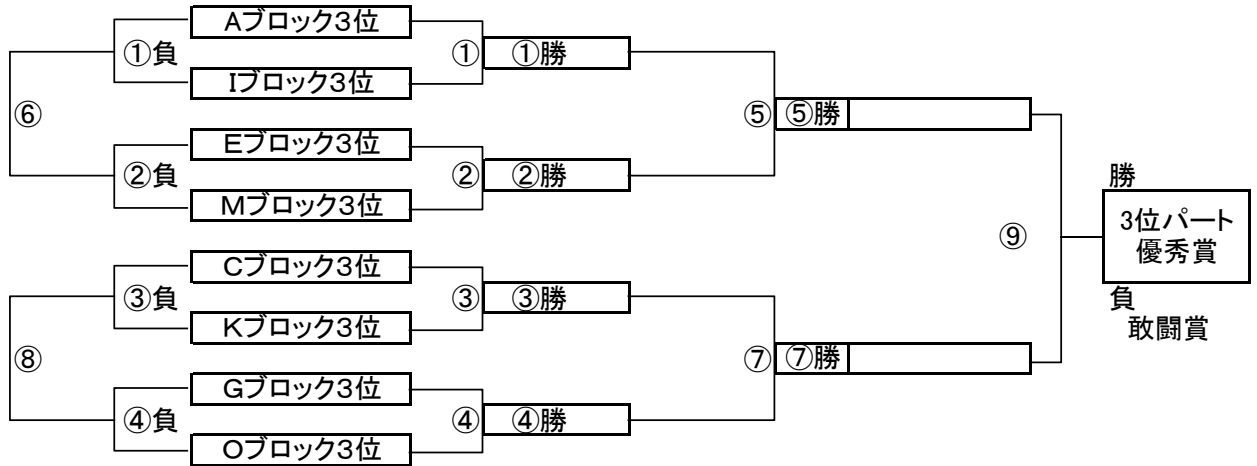 Aブロック3位
①負 ① ①勝
Iブロック3位
⑥ ⑤ ⑤勝
Eブロック3位
②負 ② ②勝
Mブロック3位
勝
3位パート
優秀賞
⑨
負
敢闘賞
Cブロック3位
③負 ③ ③勝
Kブロック3位
⑧ ⑦ ⑦勝
Gブロック3位
④負 ④ ④勝
Oブロック3位